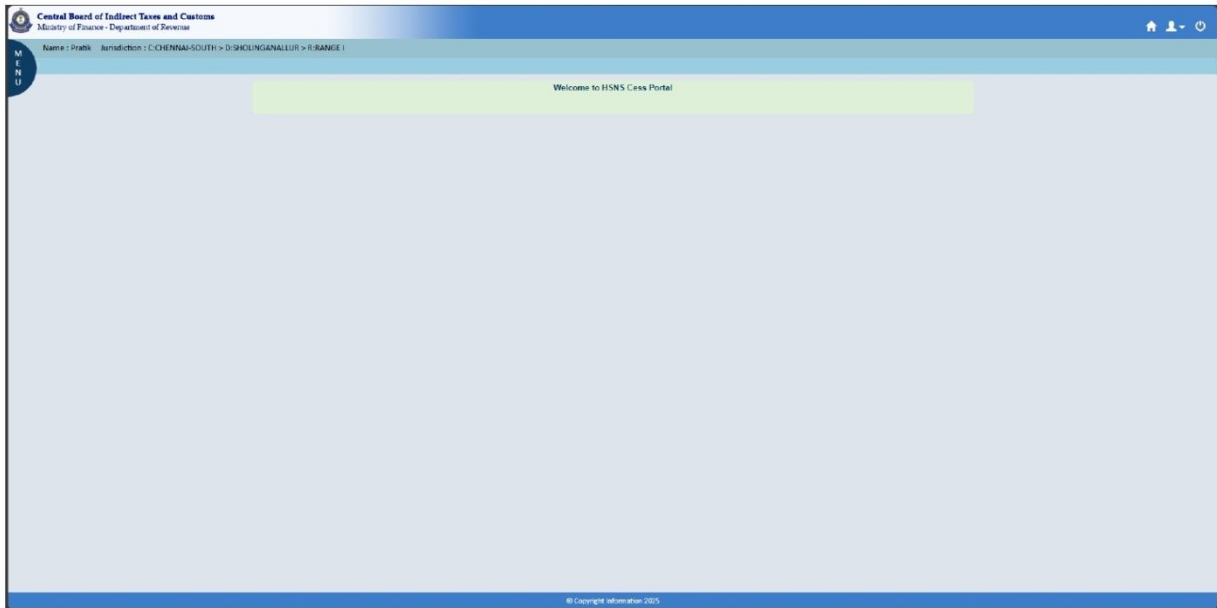 Central Board of Indirect Taxes and Customs
Ministry of Finance - Department of Revenue
Name : Pratik Jurisdiction : C:CHENNAI-SOUTH > D:SHOLINGANALLUR > R:RANGE I
MENU
Welcome to HSNS Cess Portal
© Copyright Information 2025